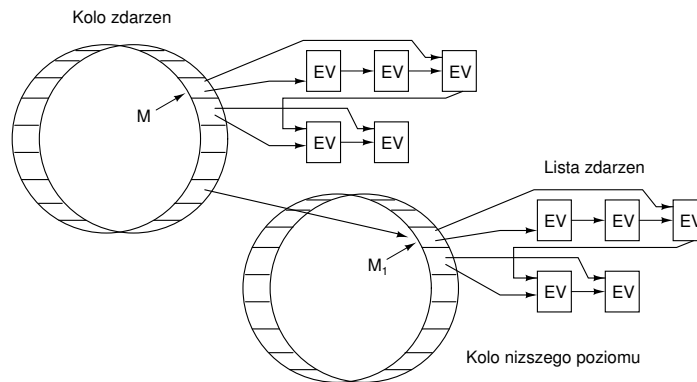 Kolo zdarzen
EV EV EV
M
EV EV
Lista zdarzen
EV EV EV
M₁
EV EV
Kolo nizszego poziomu